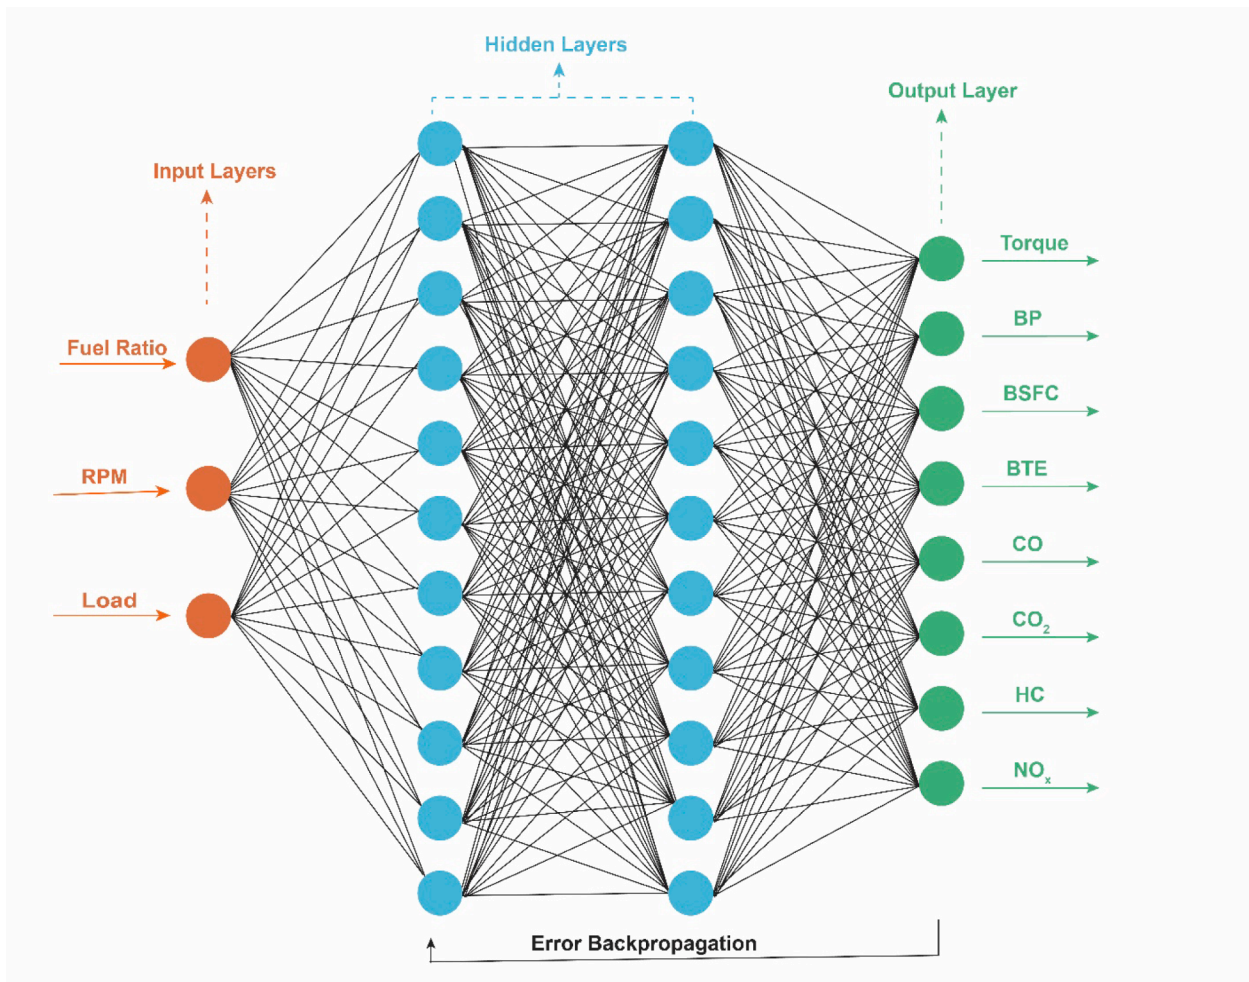 Hidden Layers
Output Layer
Input Layers
Torque
BP
Fuel Ratio
BSFC
RPM
BTE
CO
Load
CO₂
HC
NOₓ
Error Backpropagation